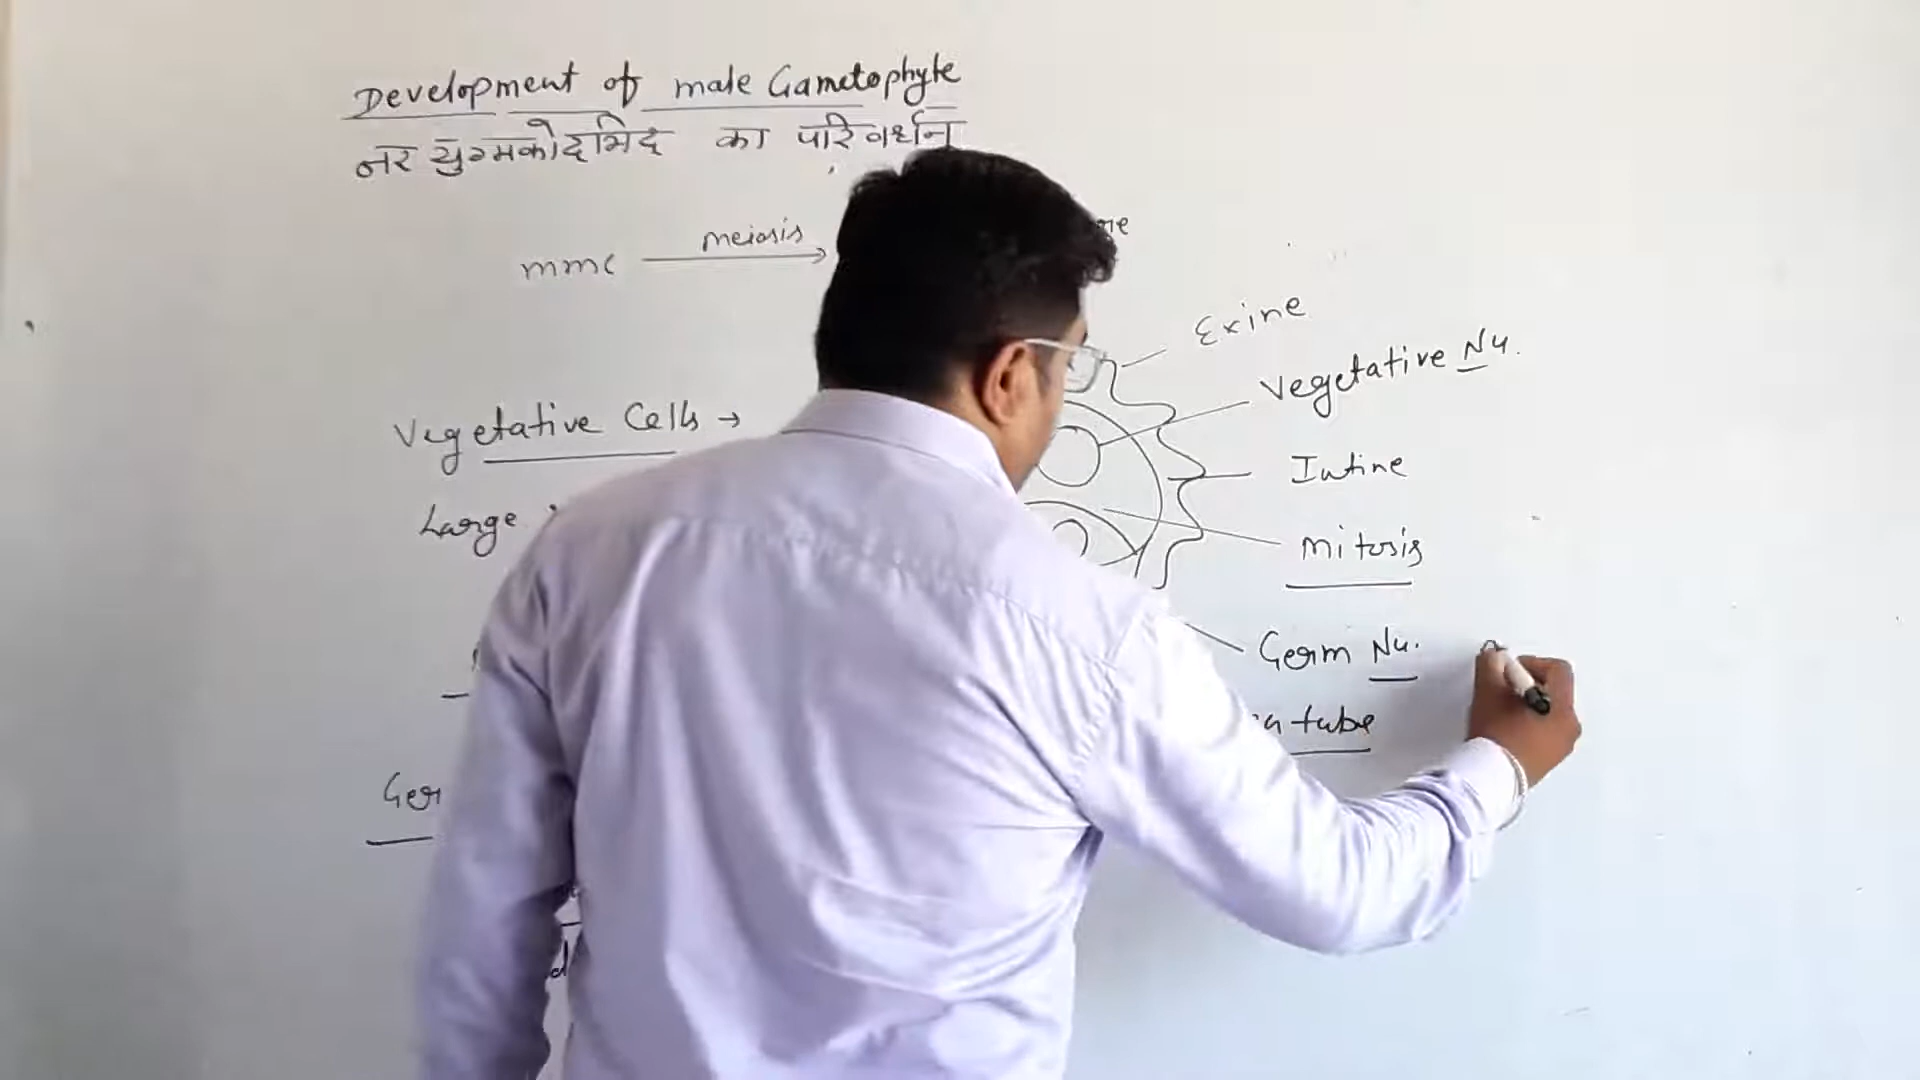 Development of male Gametophyte
नर युग्मकोदभिद का परिवर्धन
mmc meiosis
Exine
Vegetative Nu.
Vegetative Cells →
Intine
Large
mitosis
Germ Nu.
tube